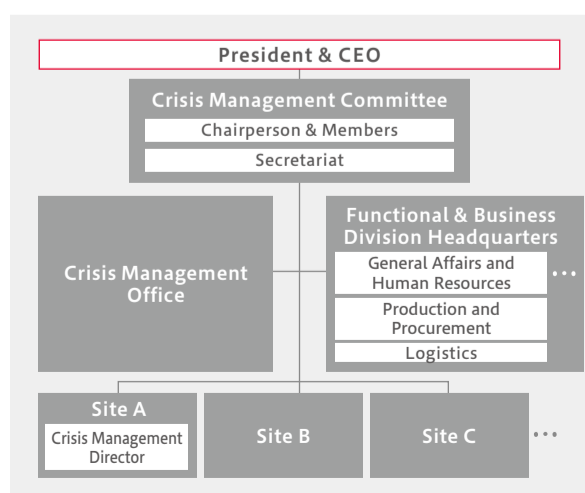 President & CEO
Crisis Management Committee
Chairperson & Members
Secretariat
Crisis Management
Office
Functional & Business
Division Headquarters
General Affairs and
Human Resources
...
Production and
Procurement
Logistics
Site A
Crisis Management
Director
Site B
Site C
...